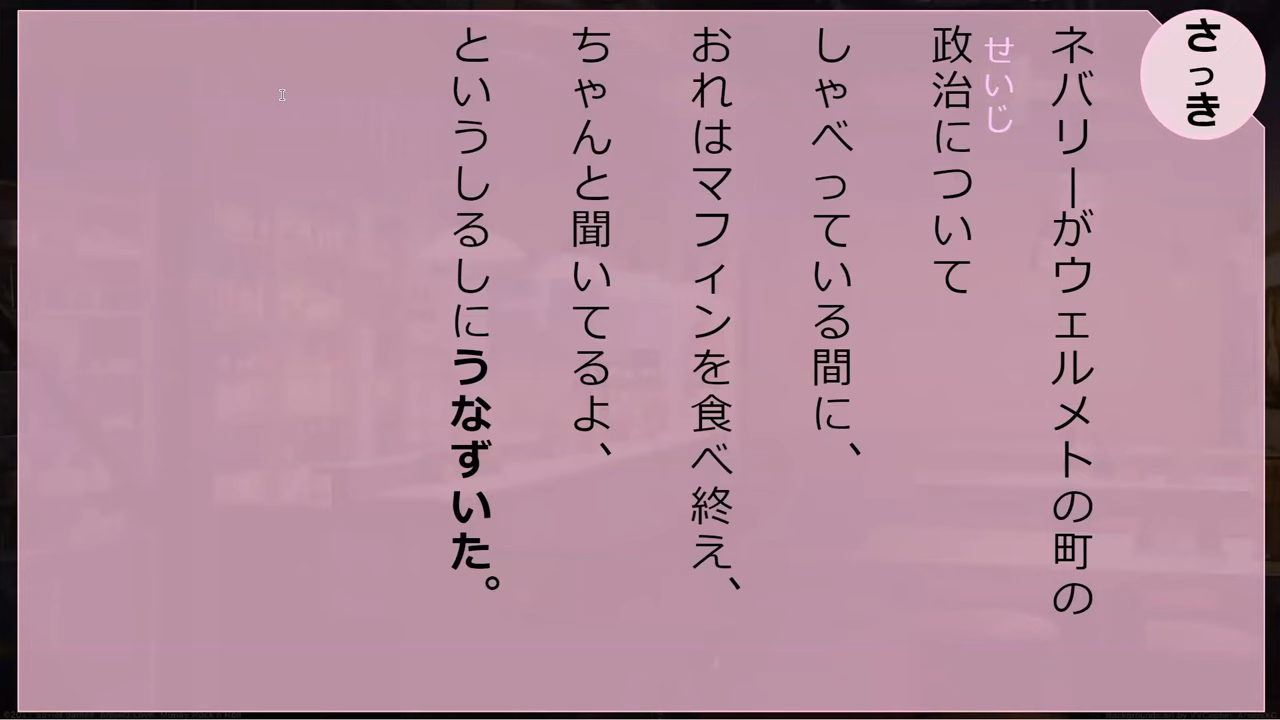 さっき
ネバリーがウェルメトの町の
政治について
せいじ
しゃべっている間に、
おれはマフィンを食べ終え、
ちゃんと聞いてるよ、
というしるしにうなずいた。